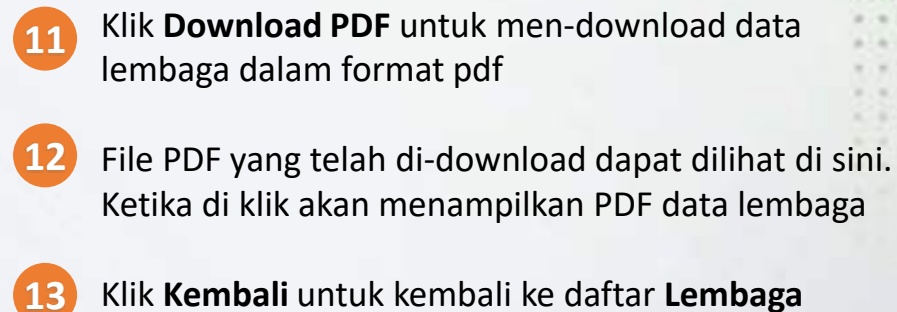 11 Klik Download PDF untuk men-download data
lembaga dalam format pdf
12 File PDF yang telah di-download dapat dilihat di sini.
Ketika di klik akan menampilkan PDF data lembaga
13 Klik Kembali untuk kembali ke daftar Lembaga